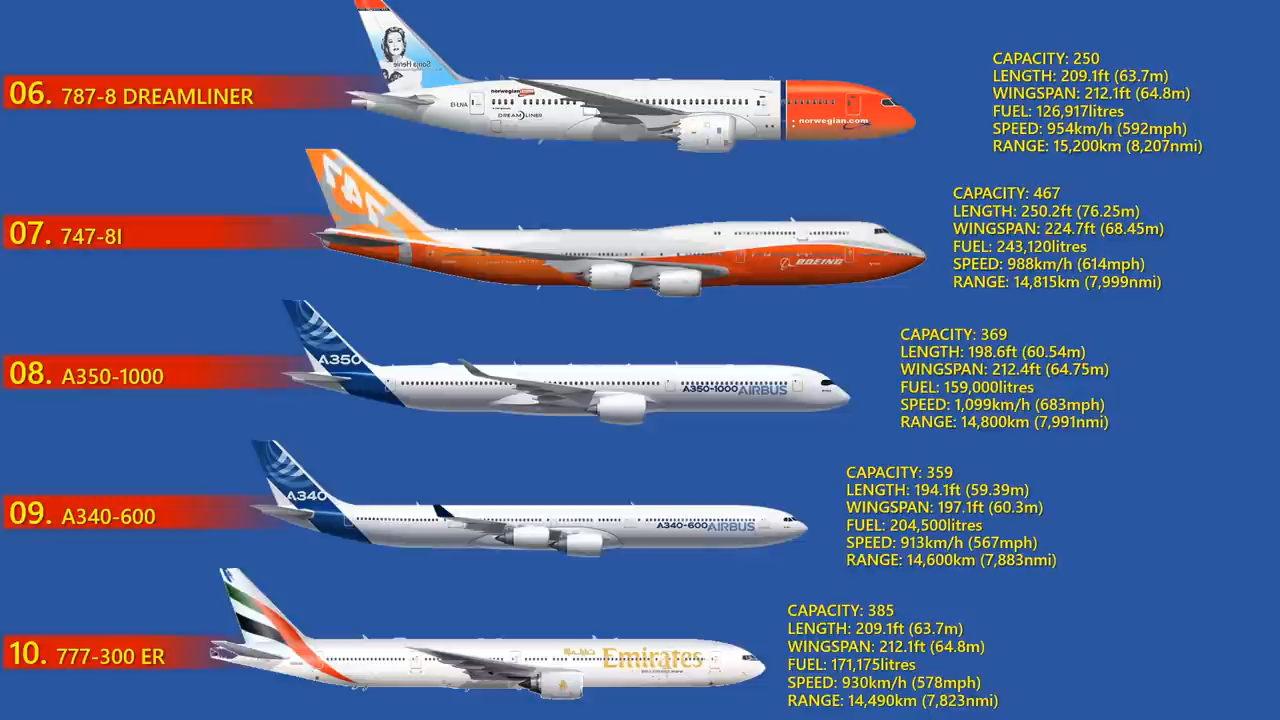 06. 787-8 DREAMLINER
Sonja Henie
EI-LNA
norwegian.com
DREAMLINER
norwegian.com
CAPACITY: 250
LENGTH: 209.1ft (63.7m)
WINGSPAN: 212.1ft (64.8m)
FUEL: 126,917litres
SPEED: 954km/h (592mph)
RANGE: 15,200km (8,207nmi)
07. 747-8I
747
BOEING
CAPACITY: 467
LENGTH: 250.2ft (76.25m)
WINGSPAN: 224.7ft (68.45m)
FUEL: 243,120litres
SPEED: 988km/h (614mph)
RANGE: 14,815km (7,999nmi)
08. A350-1000
A350
A350-1000 AIRBUS
CAPACITY: 369
LENGTH: 198.6ft (60.54m)
WINGSPAN: 212.4ft (64.75m)
FUEL: 159,000litres
SPEED: 1,099km/h (683mph)
RANGE: 14,800km (7,991nmi)
09. A340-600
A340
A340-600 AIRBUS
CAPACITY: 359
LENGTH: 194.1ft (59.39m)
WINGSPAN: 197.1ft (60.3m)
FUEL: 204,500litres
SPEED: 913km/h (567mph)
RANGE: 14,600km (7,883nmi)
10. 777-300 ER
Emirates
CAPACITY: 385
LENGTH: 209.1ft (63.7m)
WINGSPAN: 212.1ft (64.8m)
FUEL: 171,175litres
SPEED: 930km/h (578mph)
RANGE: 14,490km (7,823nmi)